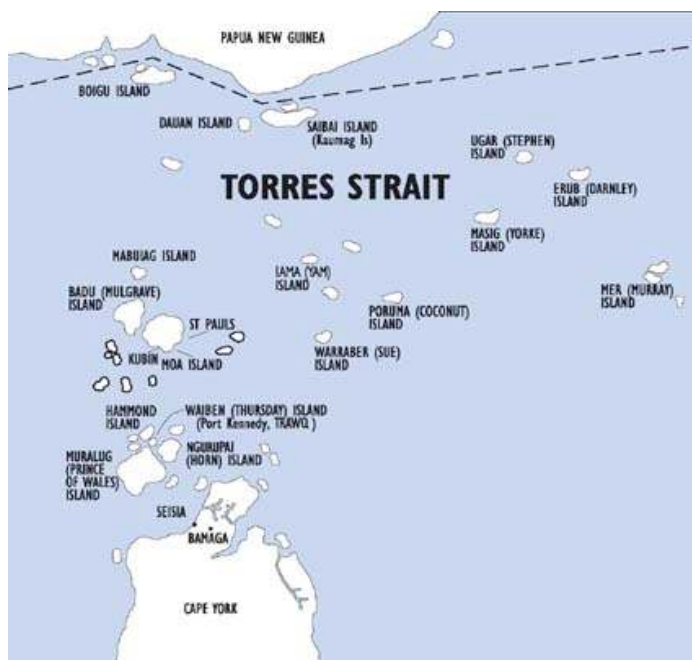 PAPUA NEW GUINEA
BOIGU ISLAND
DAUAN ISLAND
SAIBAI ISLAND
(Kaumag Is)
UGAR (STEPHEN)
ISLAND
TORRES STRAIT
ERUB (DARNLEY)
ISLAND
MASIG (YORKE)
ISLAND
MABUIAG ISLAND
IAMA (YAM)
ISLAND
BADU (MULGRAVE)
ISLAND
MER (MURRAY)
ISLAND
PORUMA (COCONUT)
ISLAND
ST PAULS
WARRABER (SUE)
ISLAND
KUBIN
MOA ISLAND
HAMMOND
ISLAND
WAIBEN (THURSDAY) ISLAND
(Port Kennedy, TRAWQ )
NGURUPAI
(HORN) ISLAND
MURALUG
(PRINCE
OF WALES)
ISLAND
SEISIA
BAMAGA
CAPE YORK